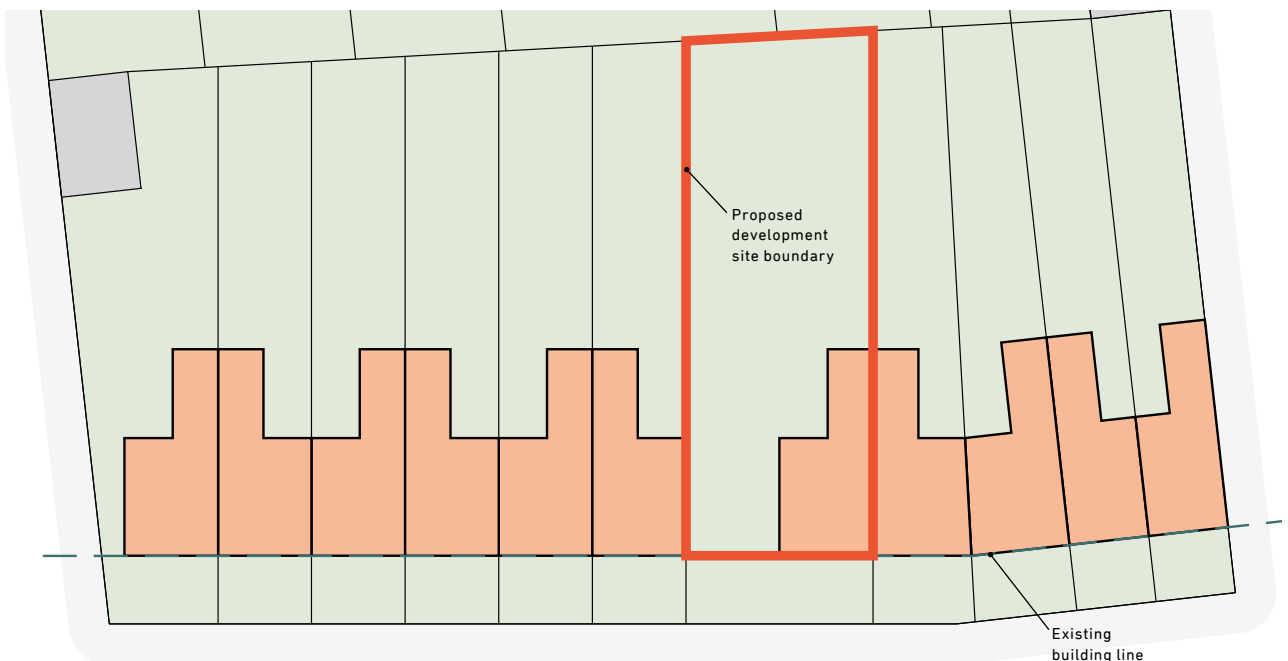 Proposed
development
site boundary
Existing
building line